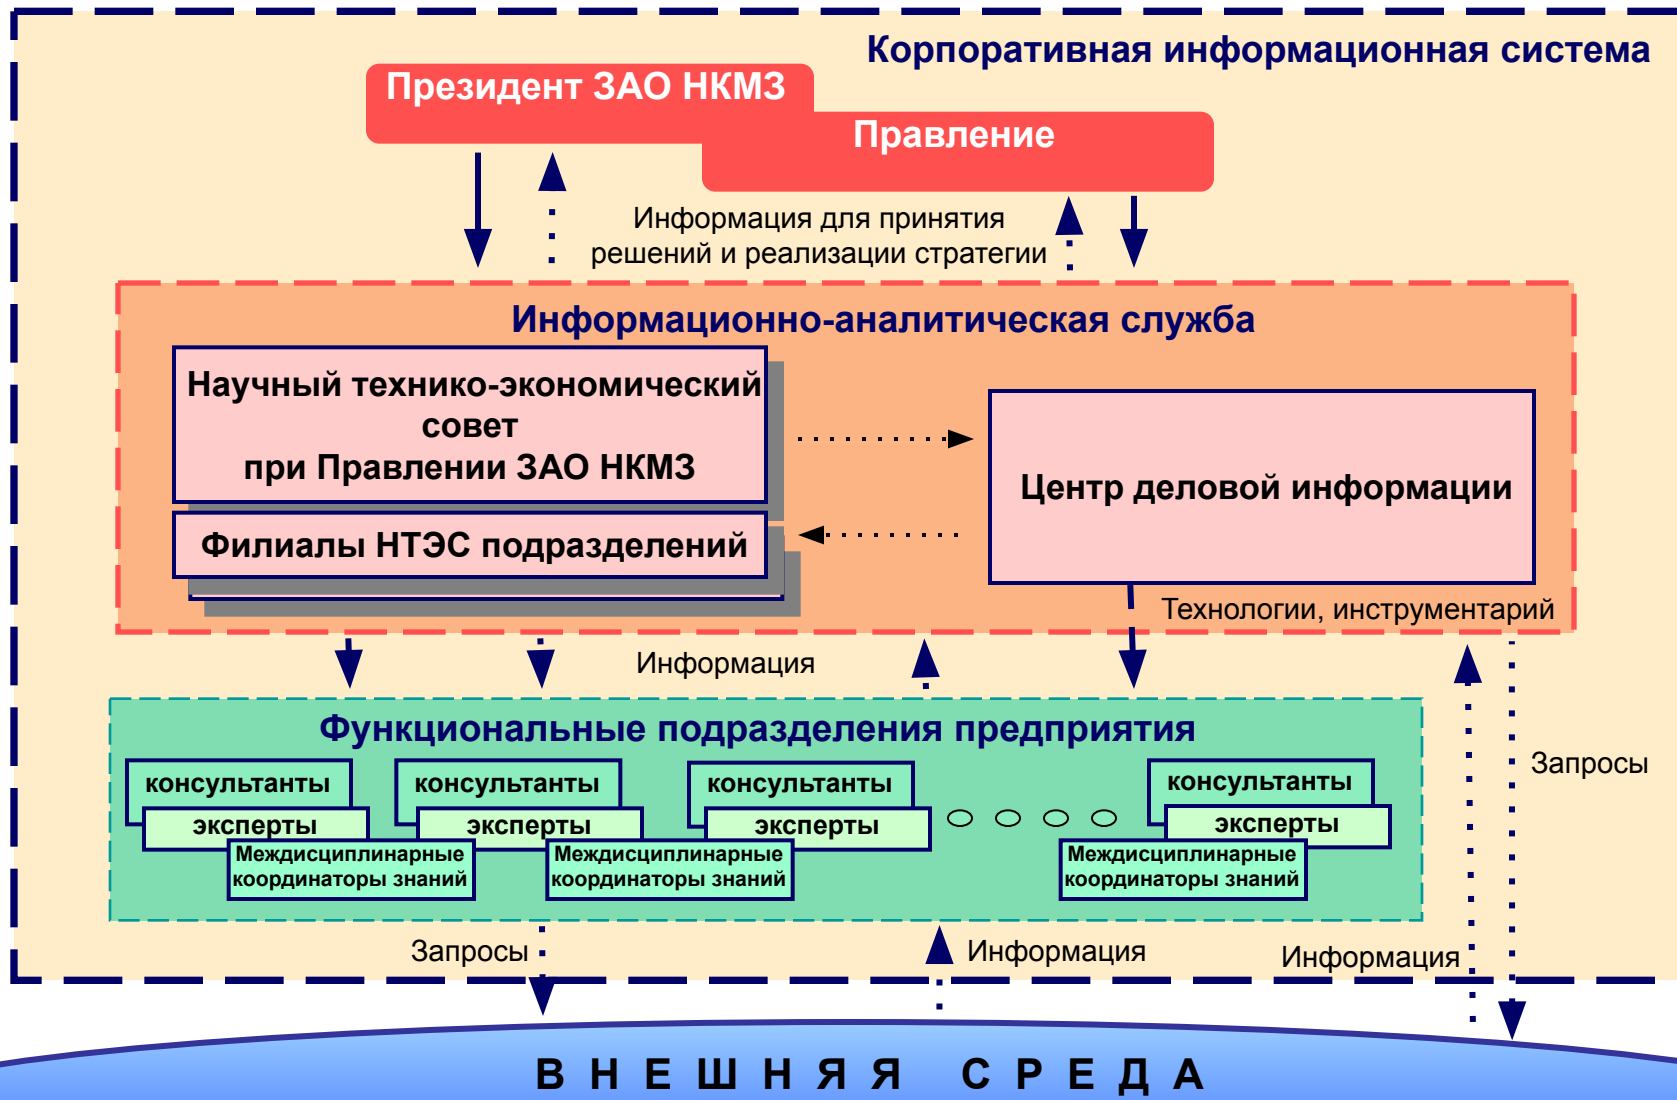 Корпоративная информационная система
Президент ЗАО НКМЗ
Правление
Информация для принятия
решений и реализации стратегии
Информационно-аналитическая служба
Научный технико-экономический
совет
при Правлении ЗАО НКМЗ
Филиалы НТЭС подразделений
Центр деловой информации
Технологии, инструментарий
Информация
Функциональные подразделения предприятия
консультанты
эксперты
Междисциплинарные
координаторы знаний
консультанты
эксперты
Междисциплинарные
координаторы знаний
консультанты
эксперты
консультанты
эксперты
Междисциплинарные
координаторы знаний
Запросы
Запросы
Информация
Информация
ВНЕШНЯЯ СРЕДА